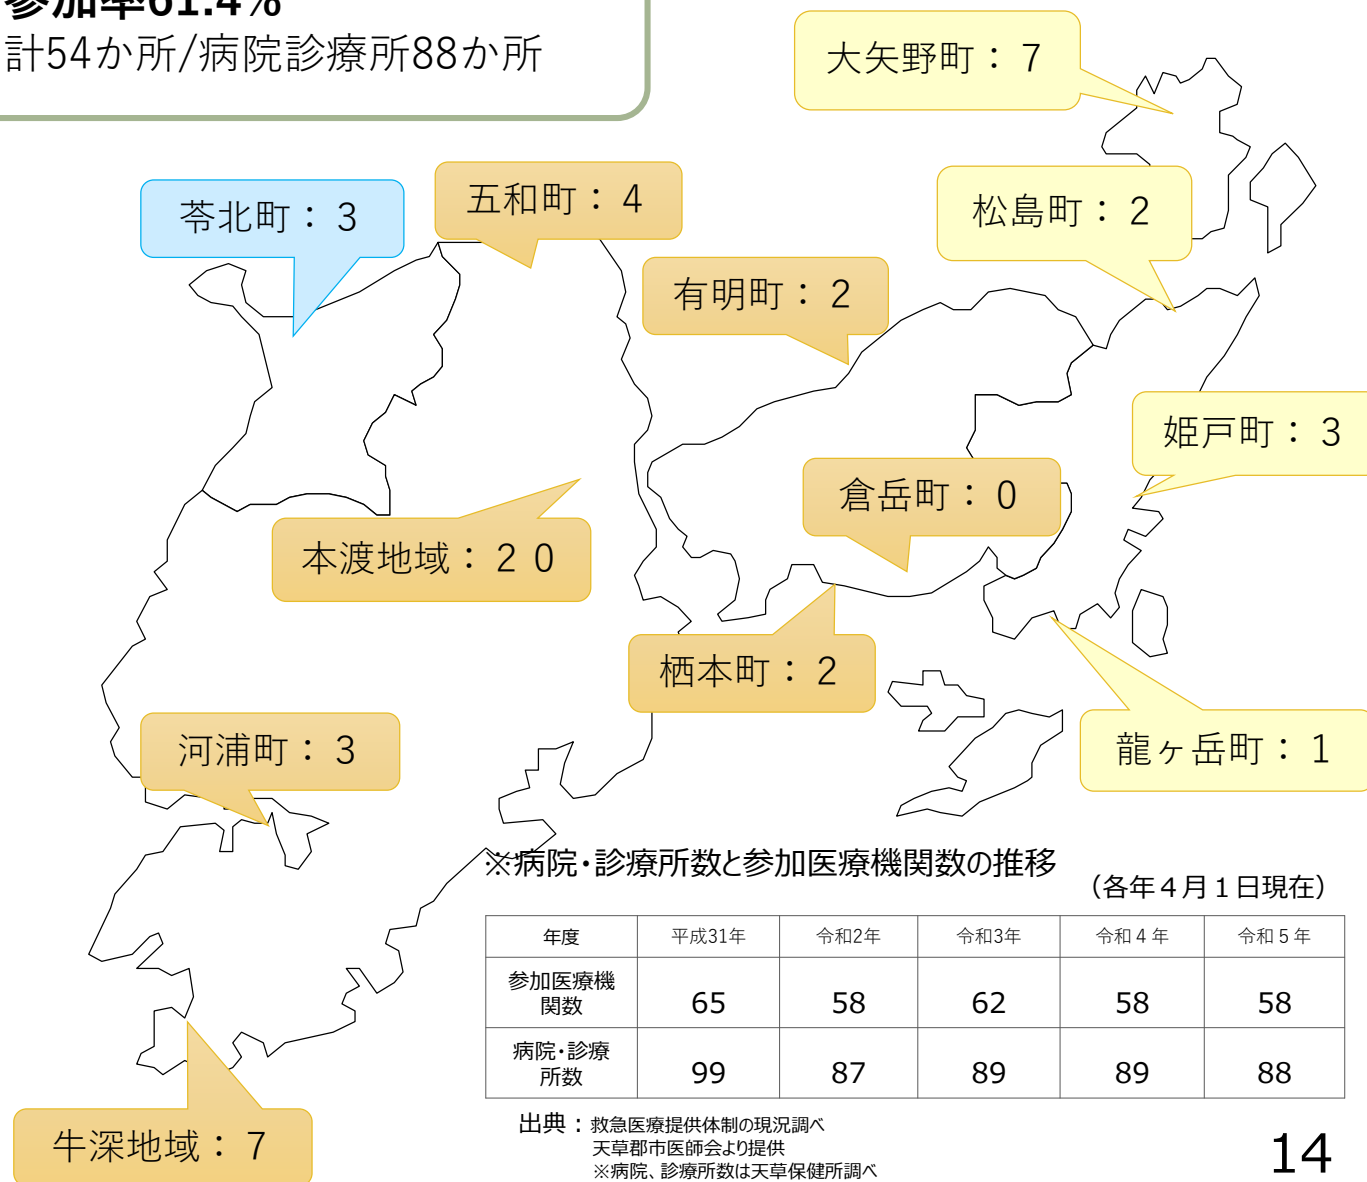 参加率61.4%
計54か所/病院診療所88か所
大矢野町：７
苓北町：３
五和町：４
松島町：２
有明町：２
姫戸町：３
倉岳町：０
本渡地域：２０
栖本町：２
河浦町：３
龍ヶ岳町：１
※病院・診療所数と参加医療機関数の推移
（各年４月１日現在）
年度 平成31年 令和2年 令和3年 令和４年 令和５年
参加医療機
関数 65 58 62 58 58
病院・診療
所数 99 87 89 89 88
出典：救急医療提供体制の現況調べ
天草郡市医師会より提供
※病院、診療所数は天草保健所調べ
牛深地域：７
14